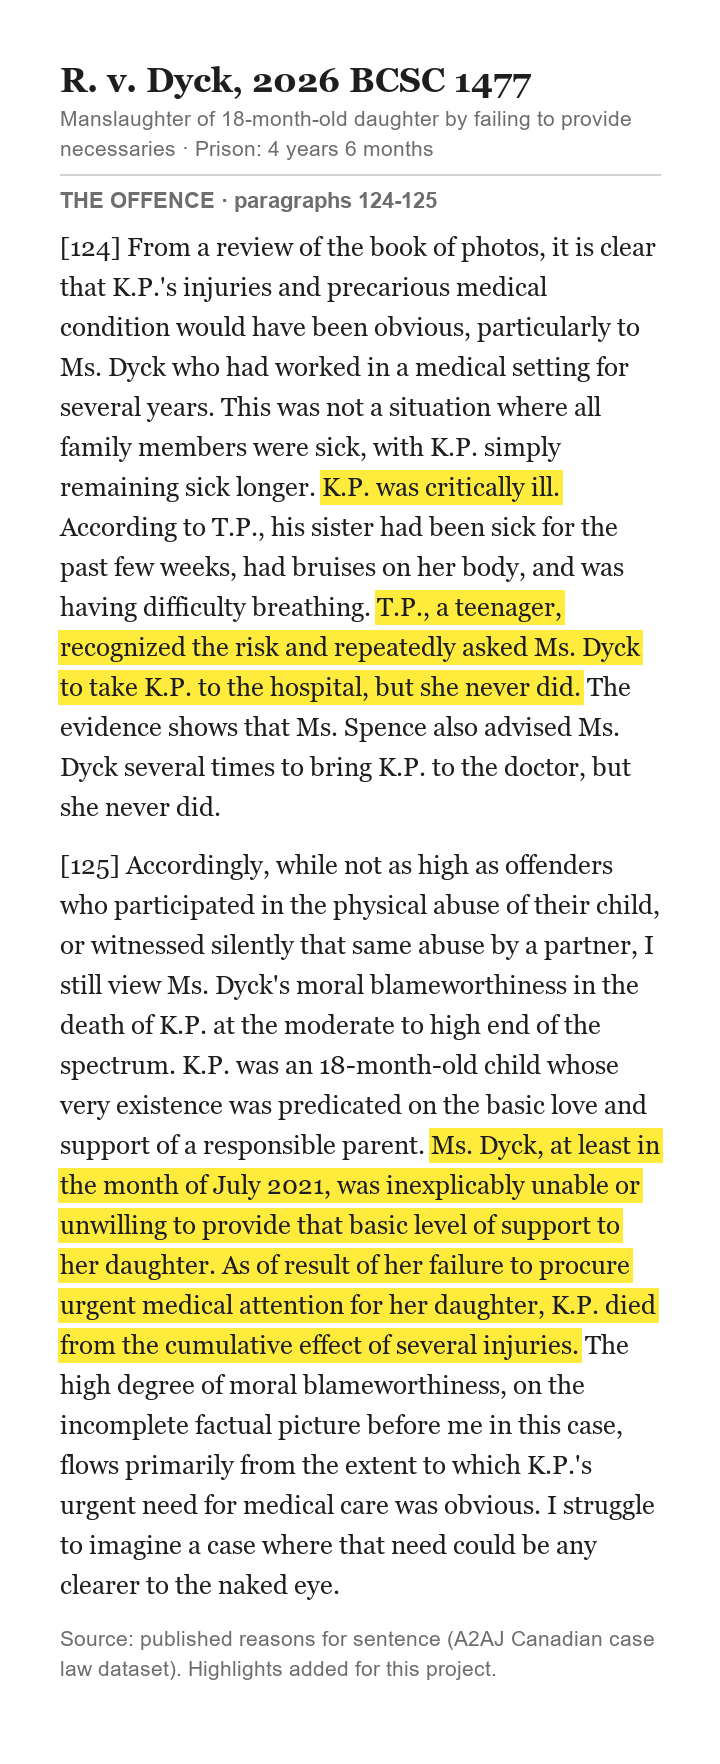 R. v. Dyck, 2026 BCSC 1477
Manslaughter of 18-month-old daughter by failing to provide
necessaries · Prison: 4 years 6 months
THE OFFENCE · paragraphs 124-125
[124] From a review of the book of photos, it is clear
that K.P.'s injuries and precarious medical
condition would have been obvious, particularly to
Ms. Dyck who had worked in a medical setting for
several years. This was not a situation where all
family members were sick, with K.P. simply
remaining sick longer. K.P. was critically ill.
According to T.P., his sister had been sick for the
past few weeks, had bruises on her body, and was
having difficulty breathing. T.P., a teenager,
recognized the risk and repeatedly asked Ms. Dyck
to take K.P. to the hospital, but she never did. The
evidence shows that Ms. Spence also advised Ms.
Dyck several times to bring K.P. to the doctor, but
she never did.
[125] Accordingly, while not as high as offenders
who participated in the physical abuse of their child,
or witnessed silently that same abuse by a partner, I
still view Ms. Dyck's moral blameworthiness in the
death of K.P. at the moderate to high end of the
spectrum. K.P. was an 18-month-old child whose
very existence was predicated on the basic love and
support of a responsible parent. Ms. Dyck, at least in
the month of July 2021, was inexplicably unable or
unwilling to provide that basic level of support to
her daughter. As of result of her failure to procure
urgent medical attention for her daughter, K.P. died
from the cumulative effect of several injuries. The
high degree of moral blameworthiness, on the
incomplete factual picture before me in this case,
flows primarily from the extent to which K.P.'s
urgent need for medical care was obvious. I struggle
to imagine a case where that need could be any
clearer to the naked eye.
Source: published reasons for sentence (A2AJ Canadian case
law dataset). Highlights added for this project.